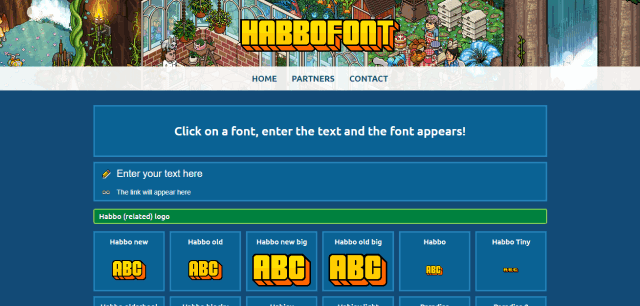 HABBOFONT
HOME PARTNERS CONTACT
Click on a font, enter the text and the font appears!
Enter your text here
The link will appear here
Habbo (related) logo
Habbo new Habbo old Habbo new big Habbo old big Habbo Habbo Tiny
ABC ABC ABC ABC ABC ABC